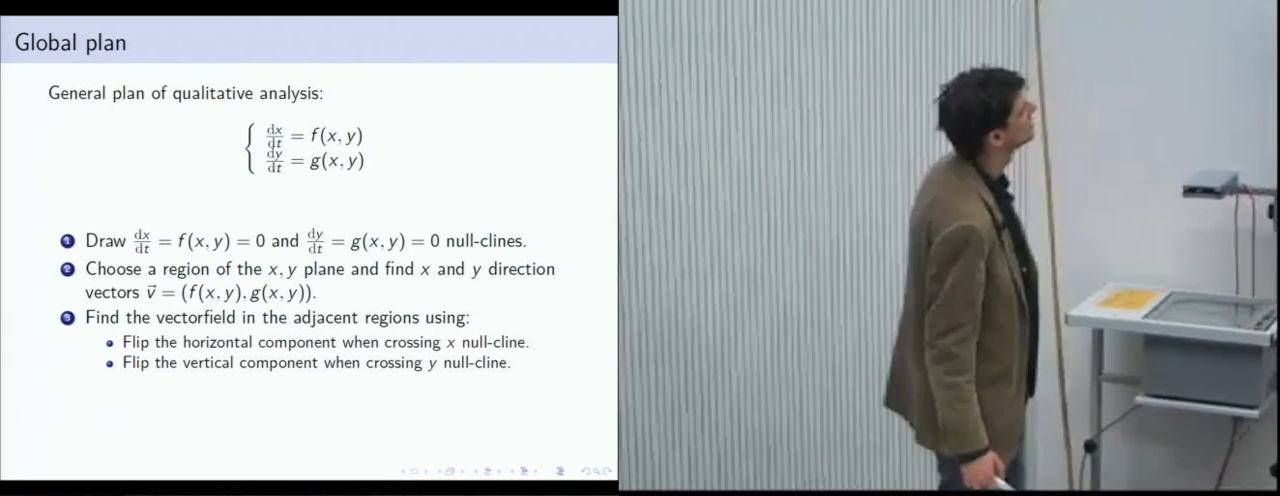 Global plan
General plan of qualitative analysis:
{ dx/dt = f(x, y)
dy/dt = g(x, y)
1 Draw dx/dt = f(x, y) = 0 and dy/dt = g(x, y) = 0 null-clines.
2 Choose a region of the x, y plane and find x and y direction
vectors v⃗ = (f(x, y), g(x, y)).
3 Find the vectorfield in the adjacent regions using:
• Flip the horizontal component when crossing x null-cline.
• Flip the vertical component when crossing y null-cline.